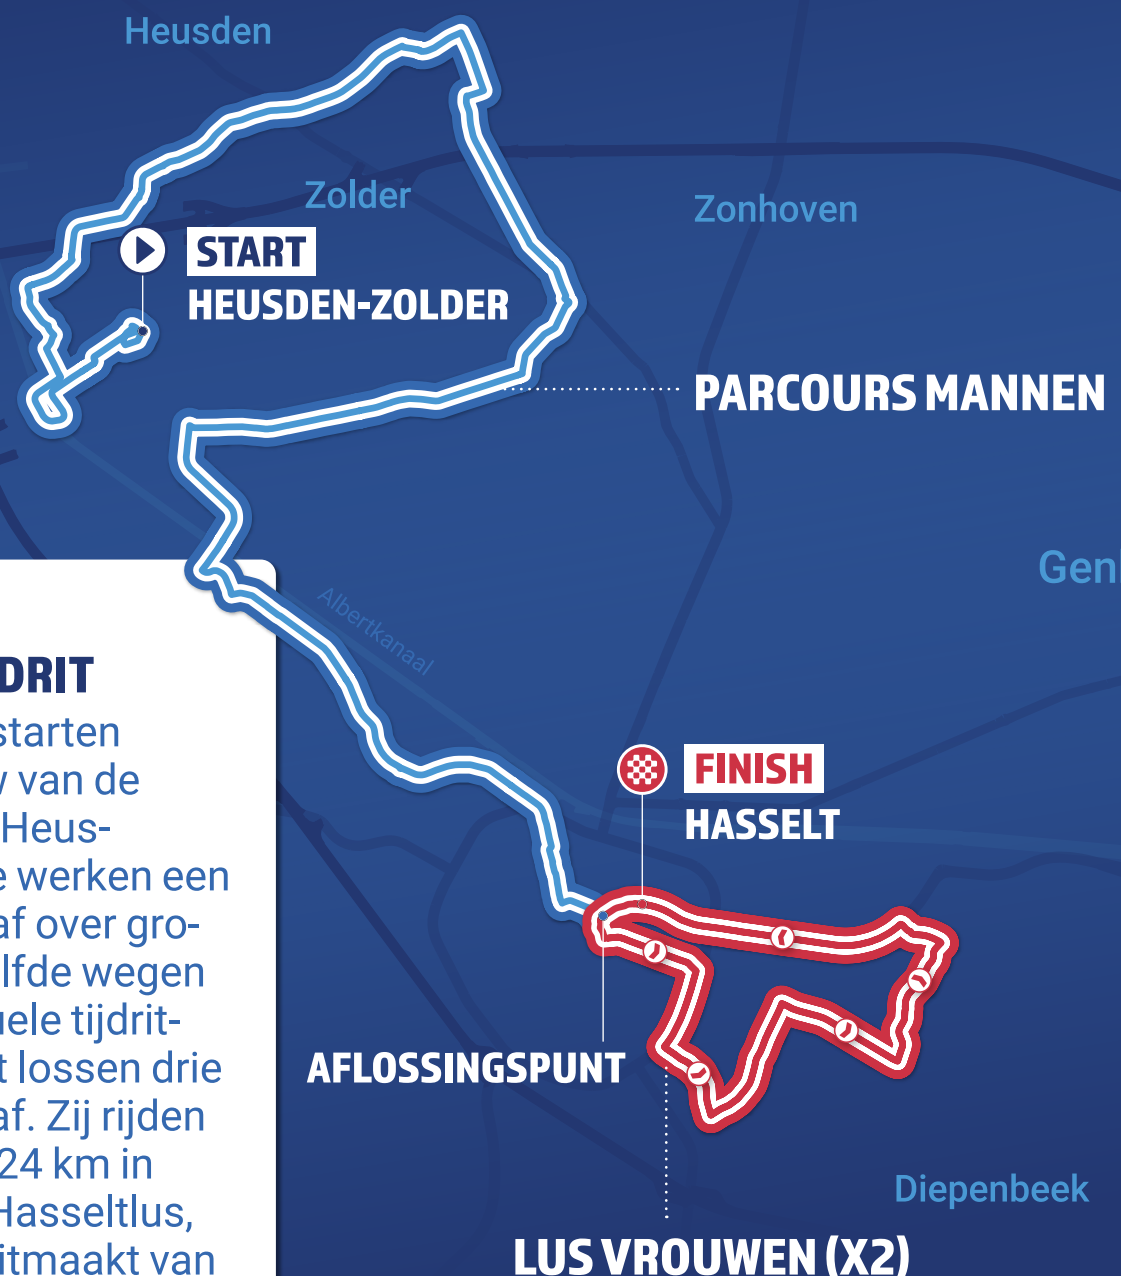 Heusden
Zolder
Zonhoven
START
HEUSDEN-ZOLDER
PARCOURS MANNEN
Albertkanaal
DRIT
starten
van de
Heus-
werken een
af over gro-
lfde wegen
uele tijdrit-
t lossen drie
af. Zij rijden
24 km in
Hasseltlus,
itmaakt van
FINISH
HASSELT
AFLOSSINGSPUNT
Diepenbeek
LUS VROUWEN (X2)